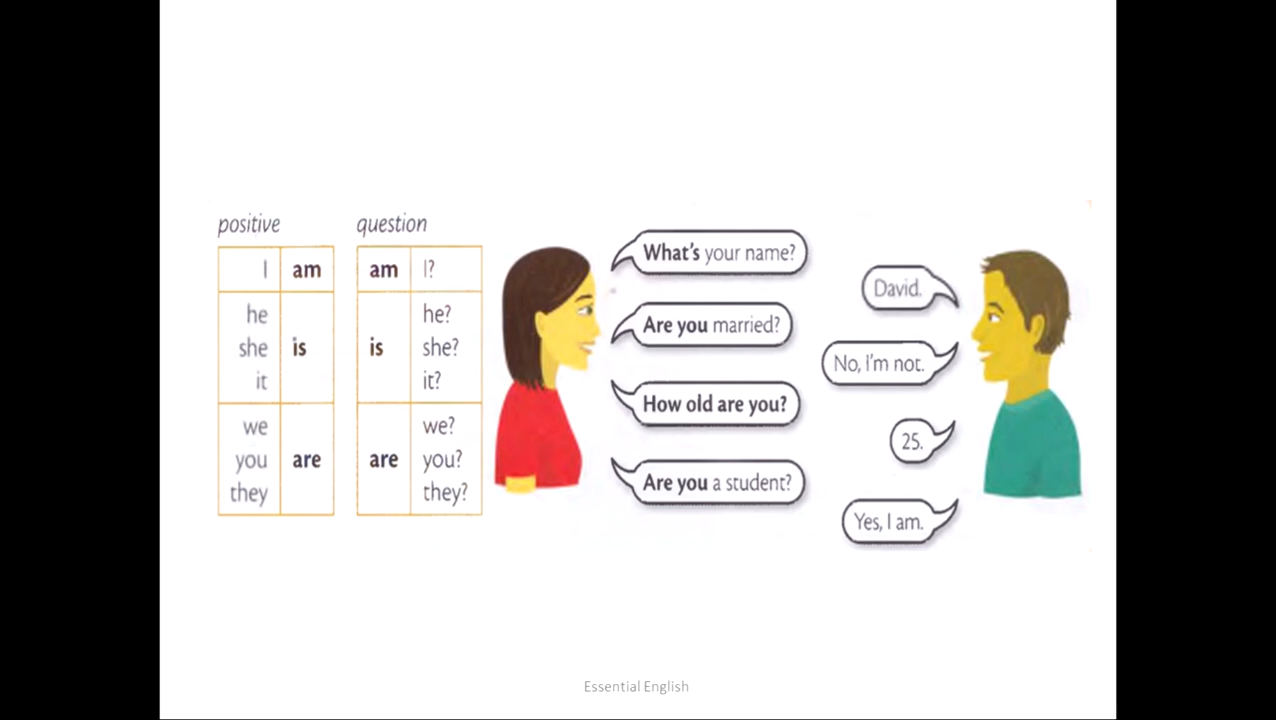 positive
I am
he
she is
it
we
you are
they
question
am I?
he?
is she?
it?
we?
are you?
they?
What's your name?
David.
Are you married?
No, I'm not.
How old are you?
25.
Are you a student?
Yes, I am.
Essential English